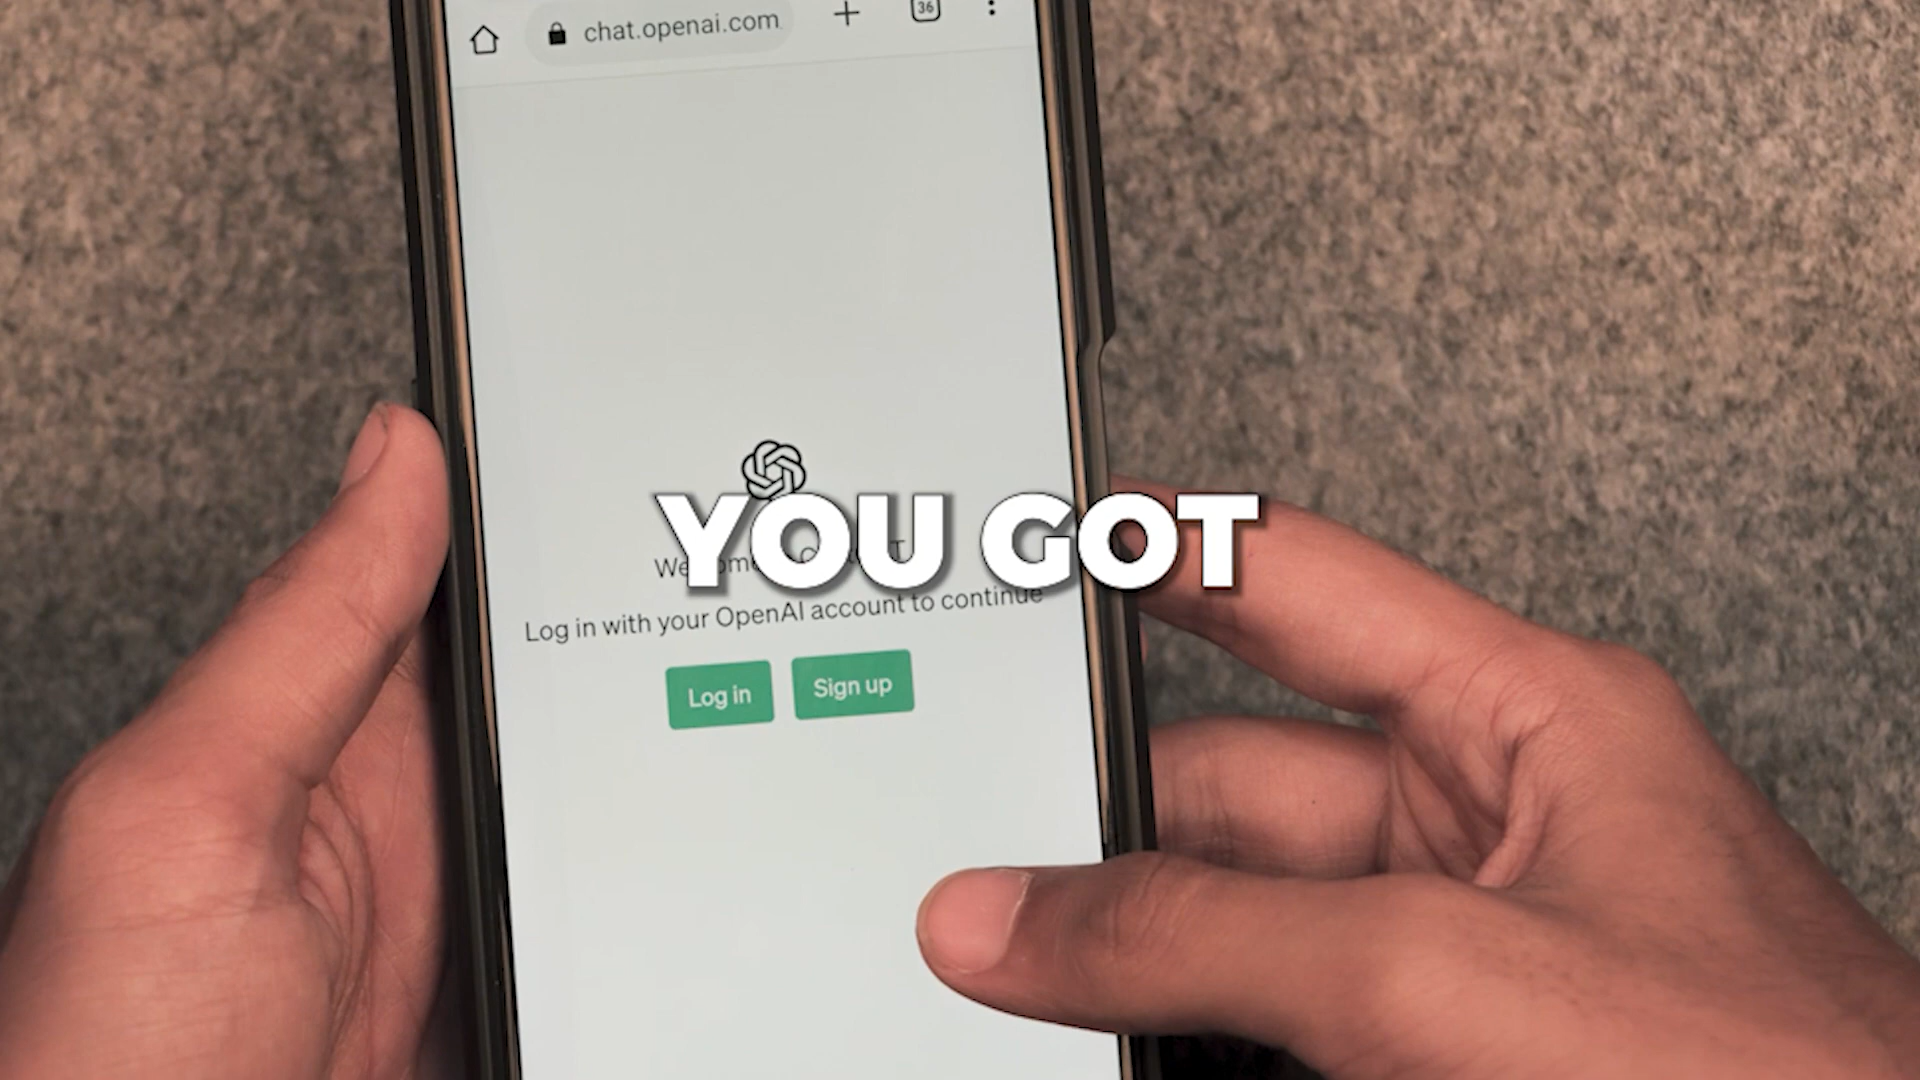 chat.openai.com
36
YOU GOT
Log in with your OpenAI account to continue
Log in
Sign up